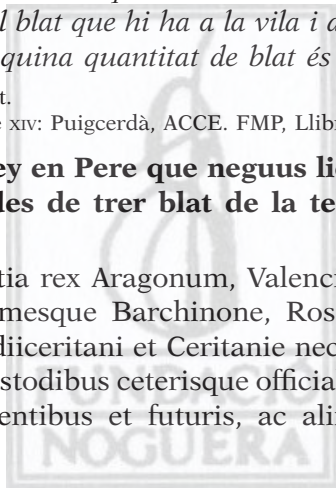 l blat que hi ha a la vila i a
quina quantitat de blat és
t.
e XIV: Puigcerdà, ACCE. FMP, Llib
ey en Pere que neguus li
les de trer blat de la te
tia rex Aragonum, Valenc
mesque Barchinone, Ros
diiceritani et Ceritanie nec
stodibus ceterisque officia
entibus et futuris, ac ali
FUNDACIÓ
NOGUERA